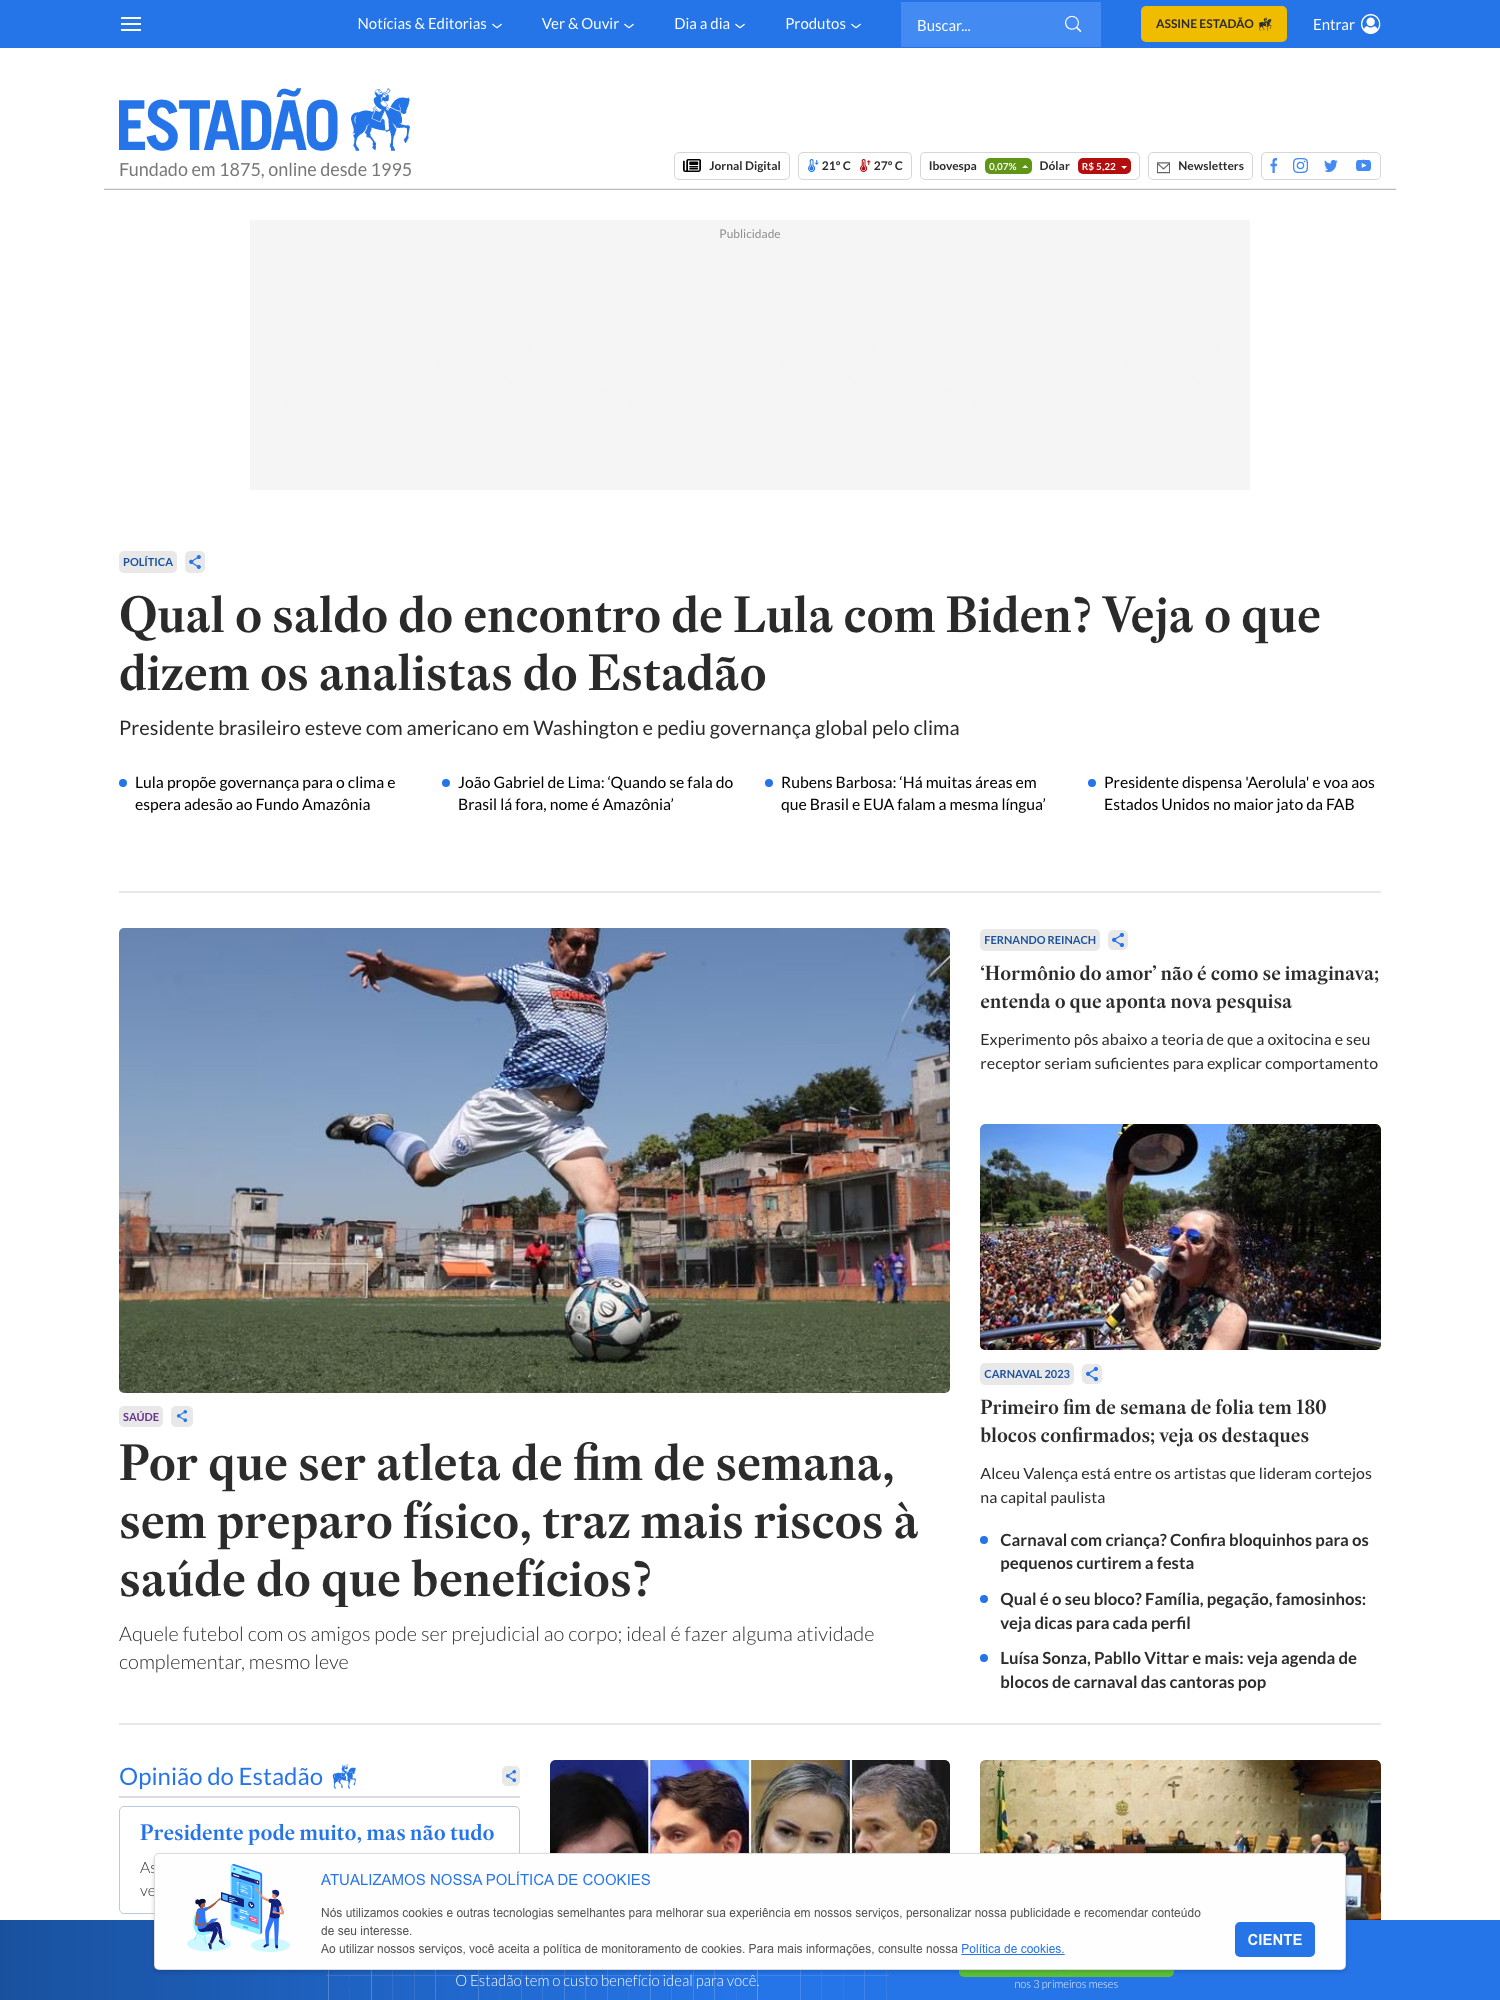 Notícias & Editorias
Ver & Ouvir
Dia a dia
Produtos
Buscar...
ASSINE ESTADÃO
Entrar
ESTADÃO
Fundado em 1875, online desde 1995
Jornal Digital
21º C
27º C
Ibovespa
0,07%
Dólar
R$ 5,22
Newsletters
Publicidade
POLÍTICA
Qual o saldo do encontro de Lula com Biden? Veja o que
dizem os analistas do Estadão
Presidente brasileiro esteve com americano em Washington e pediu governança global pelo clima
Lula propõe governança para o clima e
espera adesão ao Fundo Amazônia
João Gabriel de Lima: ‘Quando se fala do
Brasil lá fora, nome é Amazônia’
Rubens Barbosa: ‘Há muitas áreas em
que Brasil e EUA falam a mesma língua’
Presidente dispensa 'Aerolula' e voa aos
Estados Unidos no maior jato da FAB
SAÚDE
Por que ser atleta de fim de semana,
sem preparo físico, traz mais riscos à
saúde do que benefícios?
Aquele futebol com os amigos pode ser prejudicial ao corpo; ideal é fazer alguma atividade
complementar, mesmo leve
FERNANDO REINACH
‘Hormônio do amor’ não é como se imaginava;
entenda o que aponta nova pesquisa
Experimento pôs abaixo a teoria de que a oxitocina e seu
receptor seriam suficientes para explicar comportamento
CARNAVAL 2023
Primeiro fim de semana de folia tem 180
blocos confirmados; veja os destaques
Alceu Valença está entre os artistas que lideram cortejos
na capital paulista
Carnaval com criança? Confira bloquinhos para os
pequenos curtirem a festa
Qual é o seu bloco? Família, pegação, famosinhos:
veja dicas para cada perfil
Luísa Sonza, Pabllo Vittar e mais: veja agenda de
blocos de carnaval das cantoras pop
Opinião do Estadão
Presidente pode muito, mas não tudo
ATUALIZAMOS NOSSA POLÍTICA DE COOKIES
Nós utilizamos cookies e outras tecnologias semelhantes para melhorar sua experiência em nossos serviços, personalizar nossa publicidade e recomendar conteúdo
de seu interesse.
Ao utilizar nossos serviços, você aceita a política de monitoramento de cookies. Para mais informações, consulte nossa Política de cookies.
CIENTE
O Estadão tem o custo benefício ideal para você.
nos 3 primeiros meses